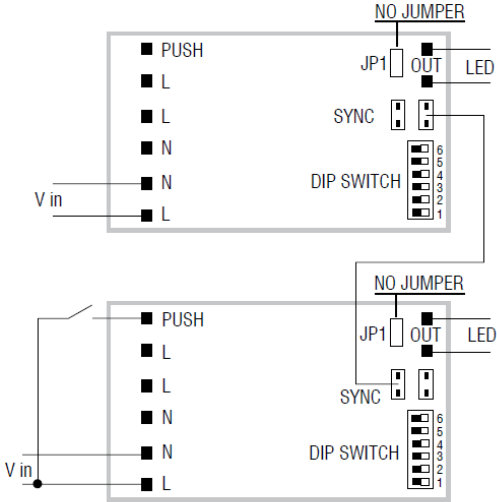 NO JUMPER
PUSH
JP1
OUT
LED
L
L
SYNC
N
N
L
V in
DIP SWITCH
6
5
4
3
2
1
NO JUMPER
PUSH
JP1
OUT
LED
L
L
SYNC
N
N
L
V in
DIP SWITCH
6
5
4
3
2
1